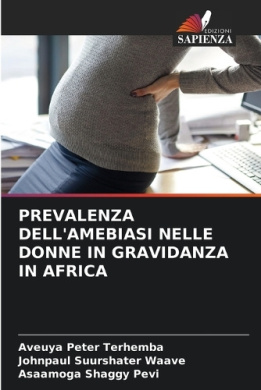 EDIZIONI
SAPIENZA
PREVALENZA
DELL'AMEBIASI NELLE
DONNE IN GRAVIDANZA
IN AFRICA
Aveuya Peter Terhemba
Johnpaul Suurshater Waave
Asaamoga Shaggy Pevi